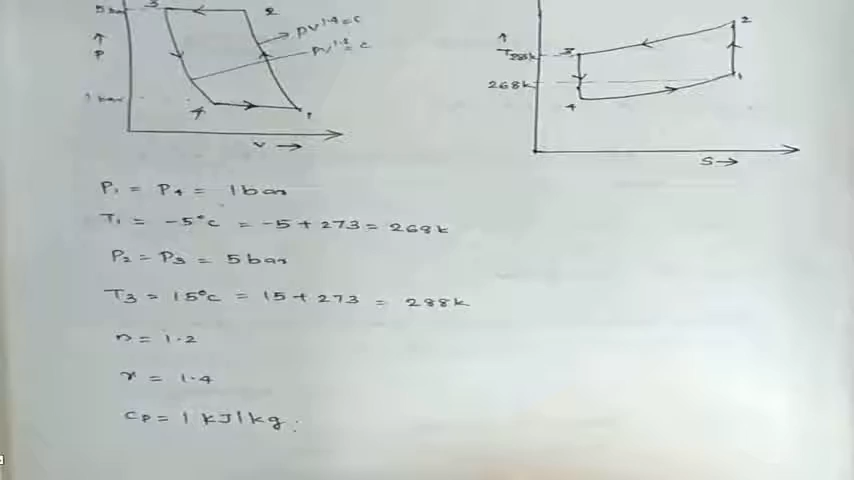 5 bar
3
2
PV^1.4 = C
PV^1.2 = C
↑
P
1 bar
4
1
V →
↑
T
288k
3
2
268k
1
4
S →
P₁ = P₄ = 1 bar
T₁ = -5°C = -5 + 273 = 268k
P₂ = P₃ = 5 bar
T₃ = 15°C = 15 + 273 = 288k
n = 1.2
r = 1.4
CP = 1 kJ/kg :